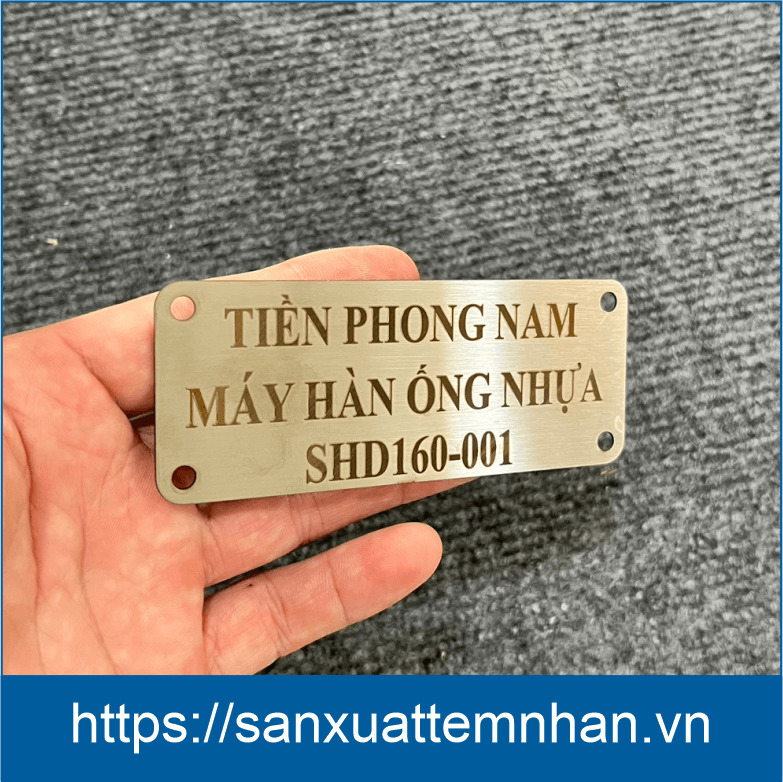 TIỀN PHONG NAM
MÁY HÀN ỐNG NHỰA
SHD160-001
https://sanxuattemnhan.vn